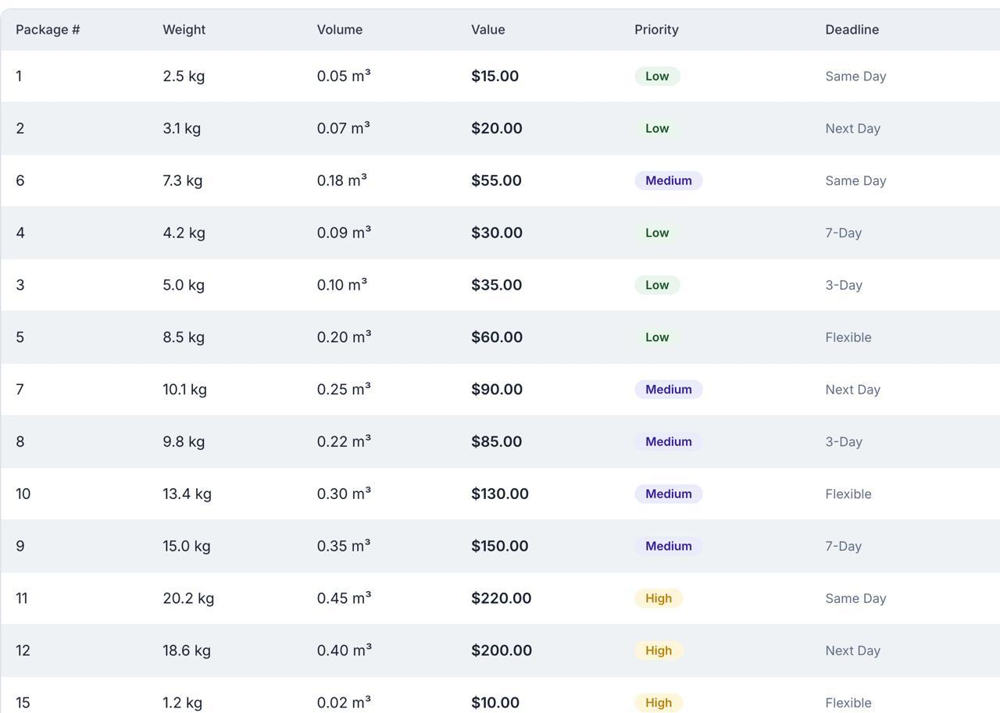 Package # Weight Volume Value Priority Deadline
1 2.5 kg 0.05 m³ $15.00 Low Same Day
2 3.1 kg 0.07 m³ $20.00 Low Next Day
6 7.3 kg 0.18 m³ $55.00 Medium Same Day
4 4.2 kg 0.09 m³ $30.00 Low 7-Day
3 5.0 kg 0.10 m³ $35.00 Low 3-Day
5 8.5 kg 0.20 m³ $60.00 Low Flexible
7 10.1 kg 0.25 m³ $90.00 Medium Next Day
8 9.8 kg 0.22 m³ $85.00 Medium 3-Day
10 13.4 kg 0.30 m³ $130.00 Medium Flexible
9 15.0 kg 0.35 m³ $150.00 Medium 7-Day
11 20.2 kg 0.45 m³ $220.00 High Same Day
12 18.6 kg 0.40 m³ $200.00 High Next Day
15 1.2 kg 0.02 m³ $10.00 High Flexible